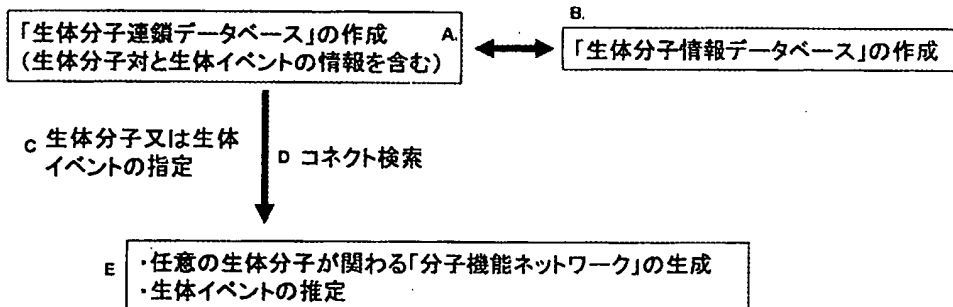 「生体分子連鎖データベース」の作成 A.
(生体分子対と生体イベントの情報を含む)
B.
「生体分子情報データベース」の作成
C 生体分子又は生体
イベントの指定
D コネクト検索
E ・任意の生体分子が関わる「分子機能ネットワーク」の生成
・生体イベントの推定